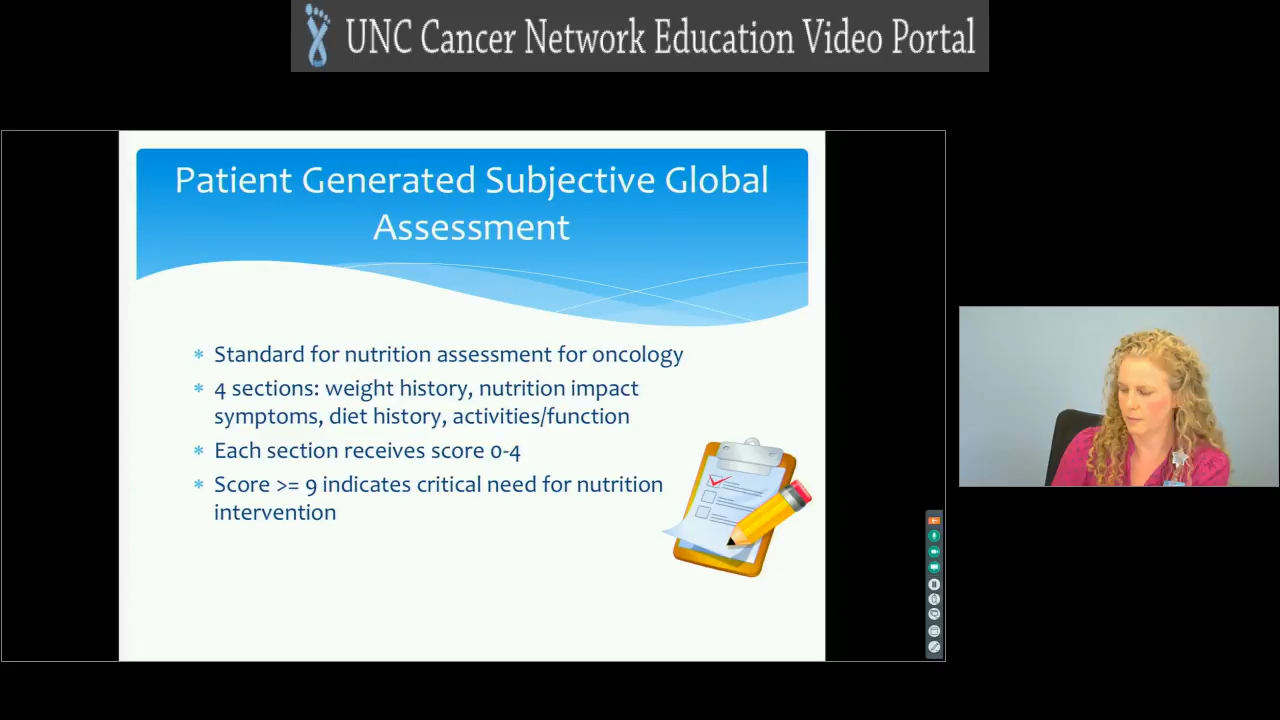 UNC Cancer Network Education Video Portal
Patient Generated Subjective Global
Assessment
* Standard for nutrition assessment for oncology
* 4 sections: weight history, nutrition impact
symptoms, diet history, activities/function
* Each section receives score 0-4
* Score >= 9 indicates critical need for nutrition
intervention